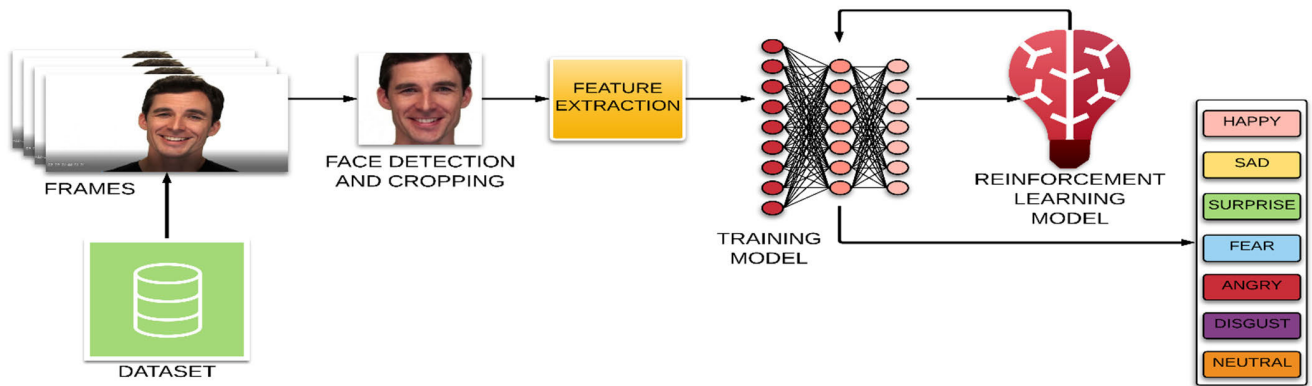 FRAMES
DATASET
FACE DETECTION
AND CROPPING
FEATURE
EXTRACTION
TRAINING
MODEL
REINFORCEMENT
LEARNING
MODEL
HAPPY
SAD
SURPRISE
FEAR
ANGRY
DISGUST
NEUTRAL